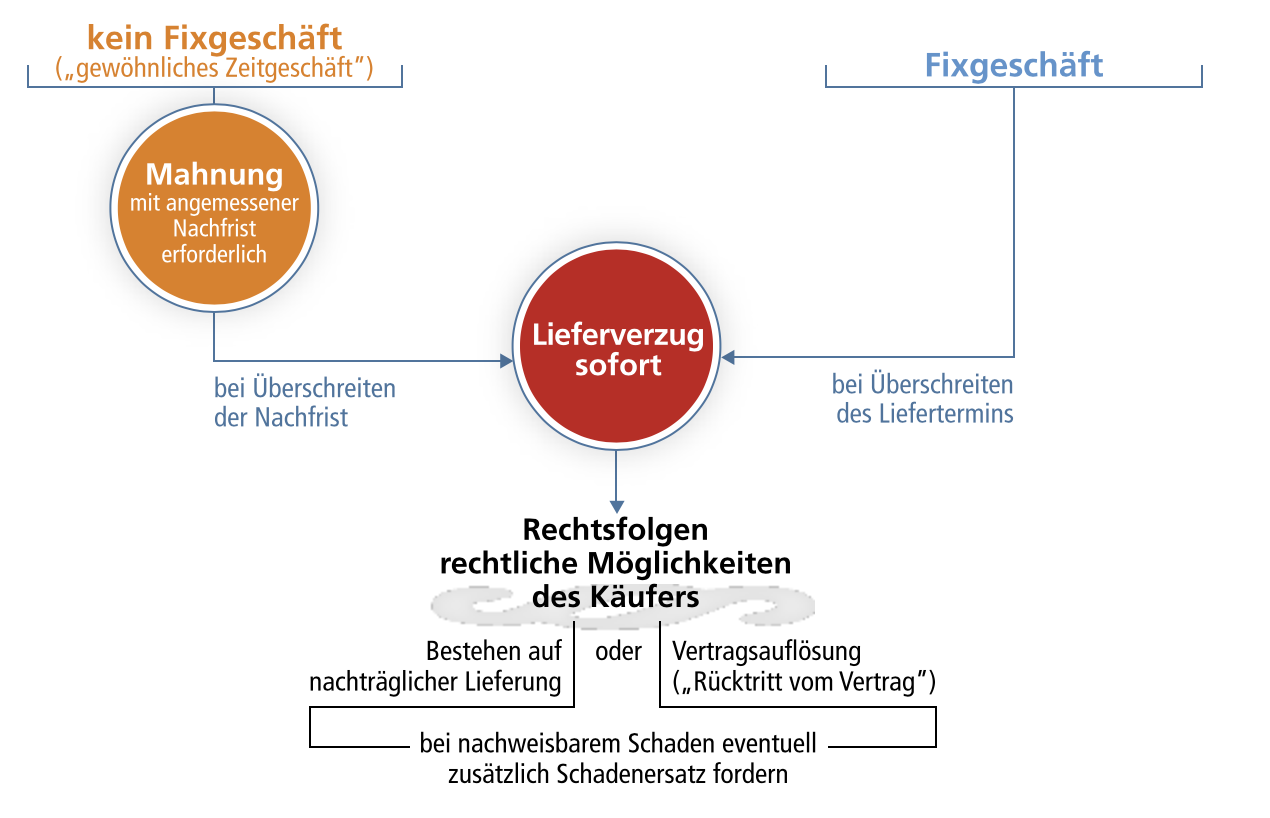 kein Fixgeschäft
(„gewöhnliches Zeitgeschäft”)
Fixgeschäft
Mahnung
mit angemessener
Nachfrist
erforderlich
Lieferverzug
sofort
bei Überschreiten
der Nachfrist
bei Überschreiten
des Liefertermins
Rechtsfolgen
rechtliche Möglichkeiten
des Käufers
Bestehen auf
nachträglicher Lieferung
oder
Vertragsauflösung
(„Rücktritt vom Vertrag”)
bei nachweisbarem Schaden eventuell
zusätzlich Schadenersatz fordern